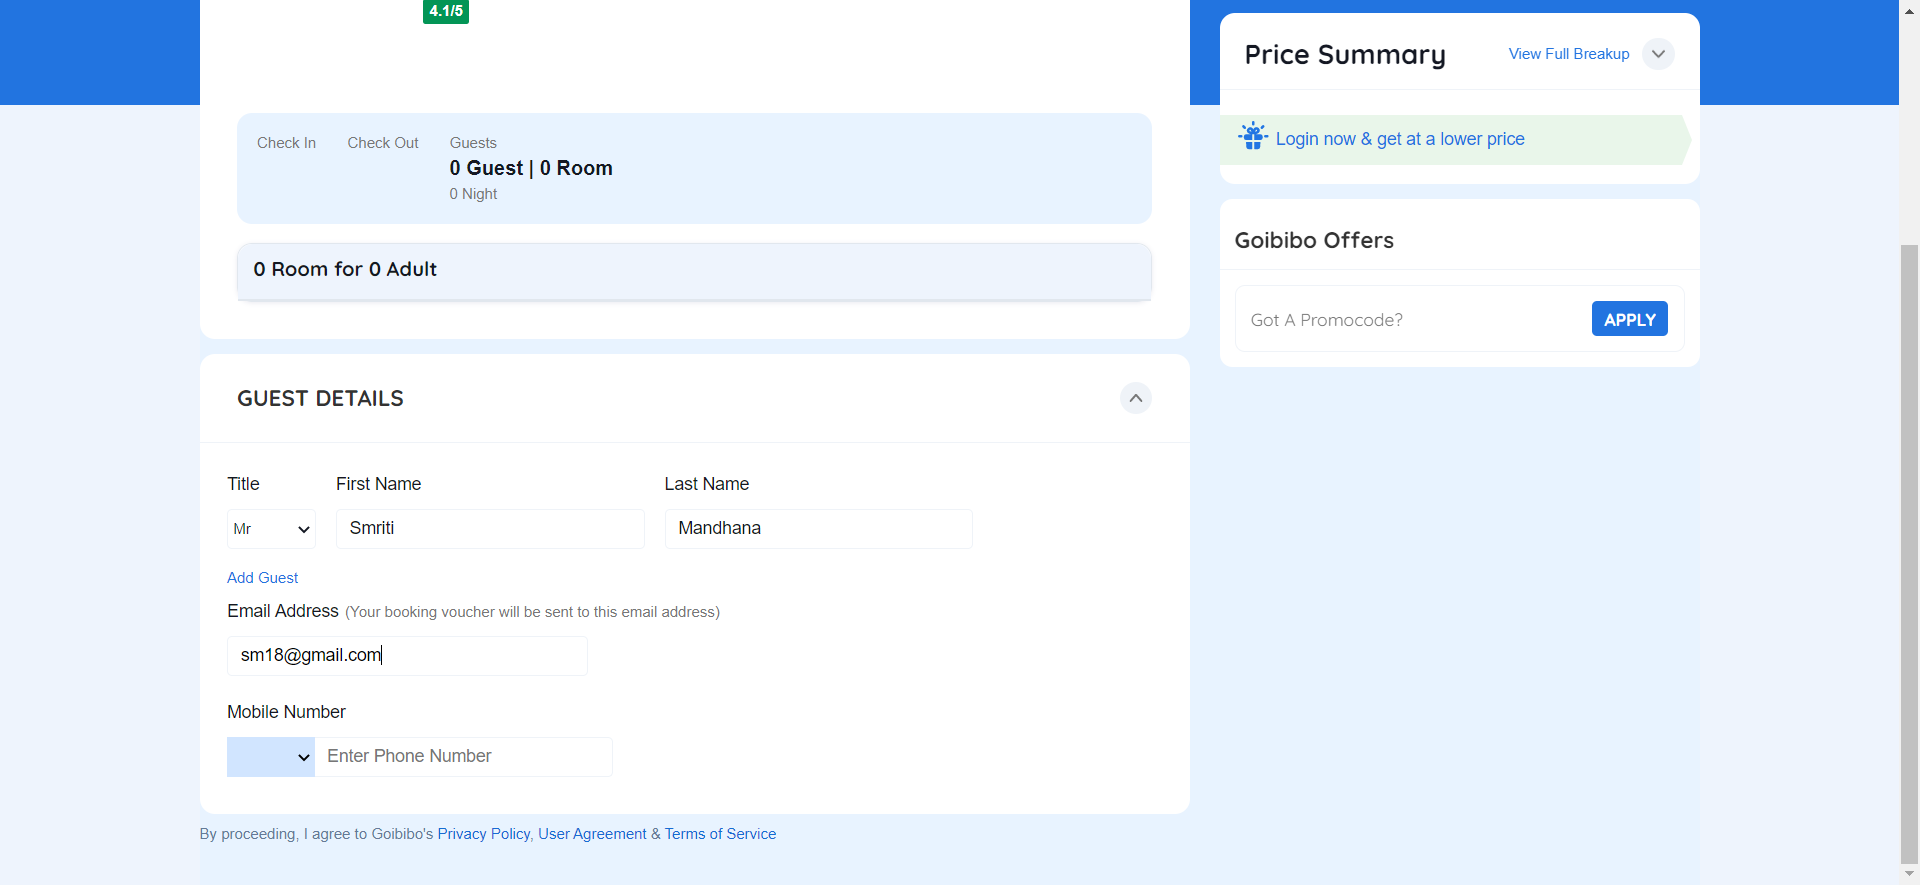 4.1/5
Check In
Check Out
Guests
0 Guest | 0 Room
0 Night
0 Room for 0 Adult
GUEST DETAILS
Title
First Name
Last Name
Mr
Smriti
Mandhana
Add Guest
Email Address (Your booking voucher will be sent to this email address)
sm18@gmail.com
Mobile Number
Enter Phone Number
By proceeding, I agree to Goibibo's Privacy Policy, User Agreement & Terms of Service
Price Summary
View Full Breakup
Login now & get at a lower price
Goibibo Offers
Got A Promocode?
APPLY